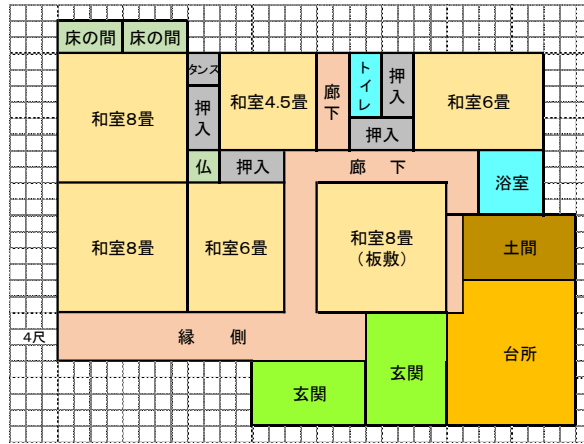 床の間
床の間
タンス
押入
和室8畳
和室4.5畳
廊下
トイレ
押入
押入
和室6畳
仏
押入
廊 下
浴室
和室8畳
和室6畳
和室8畳
(板敷)
土間
4尺
縁 側
台所
玄関
玄関